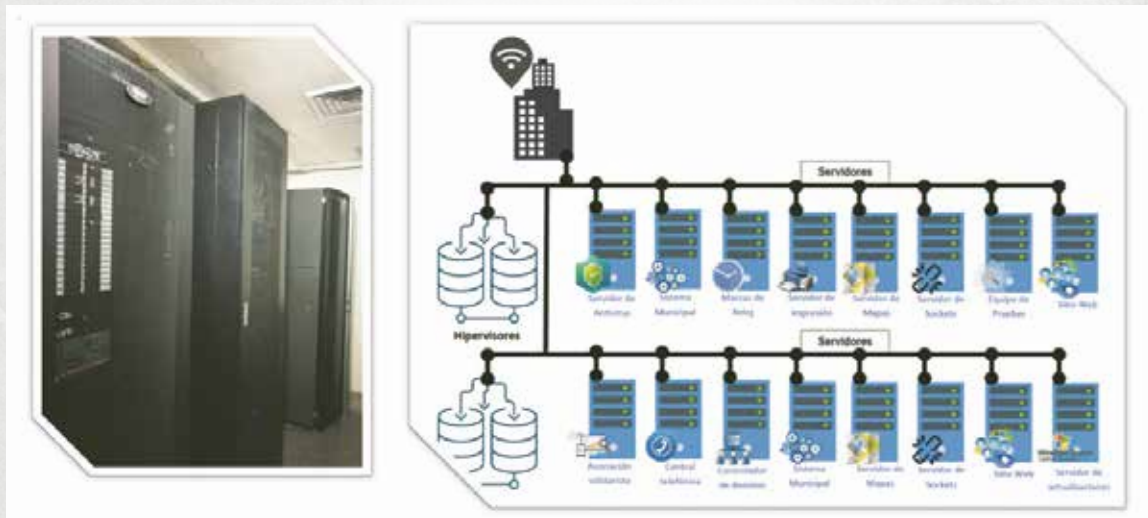 Servidores
Servidor de
Antivirus
Sistema
Municipal
Marcas de
Reloj
Servidor de
impresión
Servidor de
Mapas
Servidor de
Sockets
Equipo de
Pruebas
Sitio Web
Hipervisores
Servidores
Asociación
solidarista
Central
telefónica
Controlador
de dominio
Sistema
Municipal
Servidor de
Mapas
Servidor de
Sockets
Sitio Web
Servidor de
actualizaciones